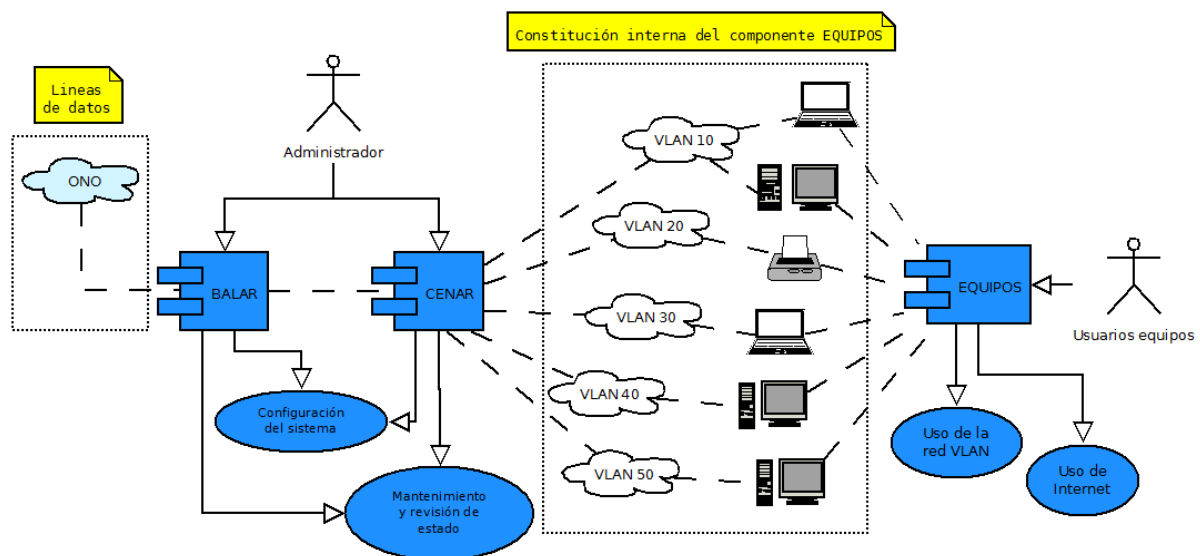 Constitución interna del componente EQUIPOS
Lineas
de datos
Administrador
ONO
VLAN 10
VLAN 20
VLAN 30
VLAN 40
VLAN 50
BALAR
CENAR
EQUIPOS
Usuarios equipos
Configuración
del sistema
Mantenimiento
y revisión de
estado
Uso de la
red VLAN
Uso de
Internet